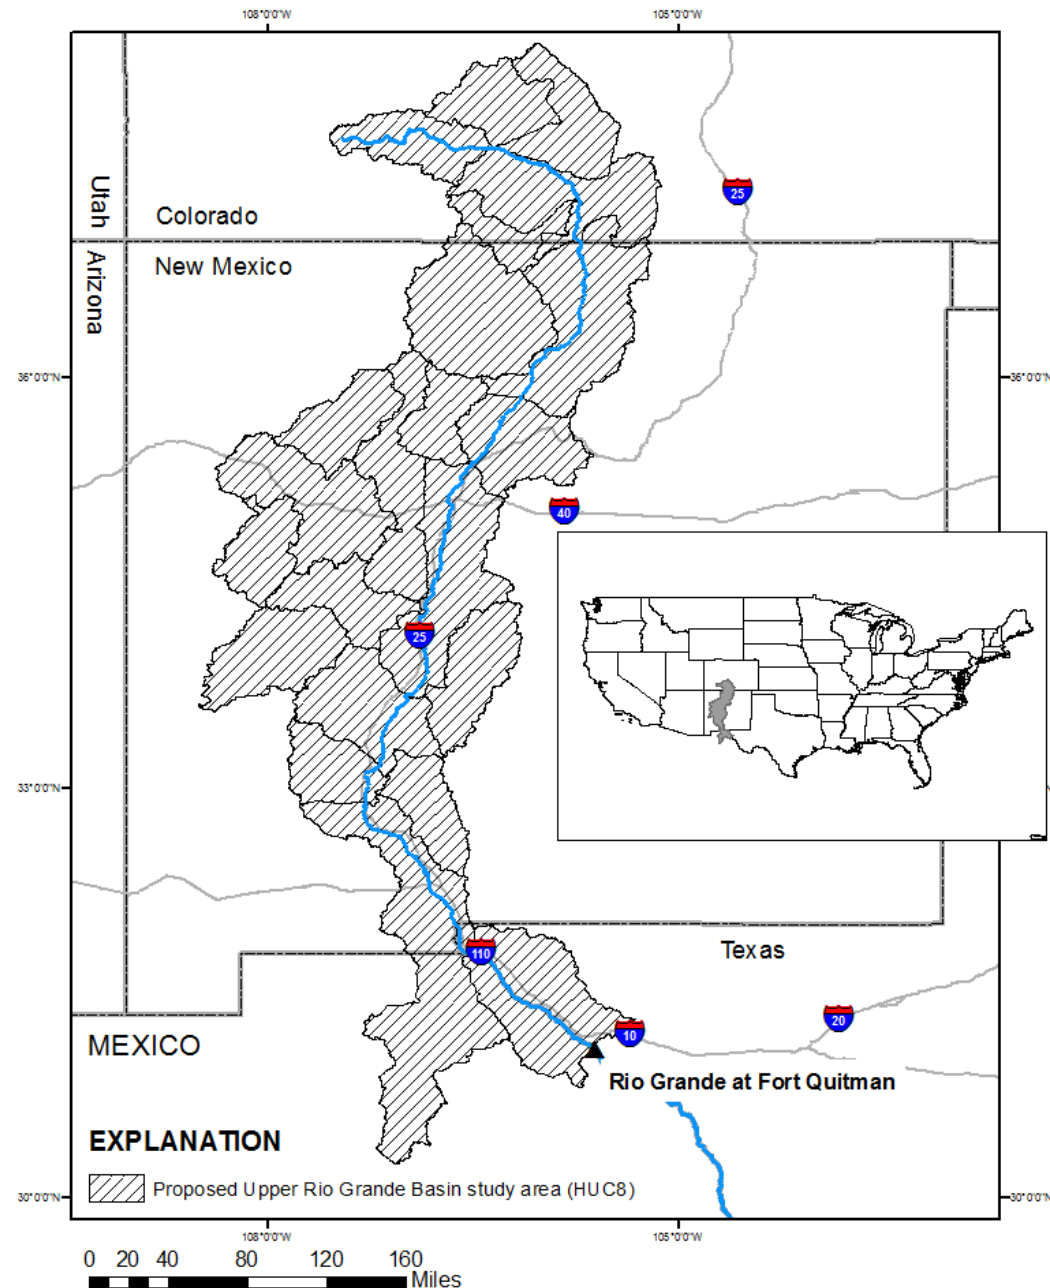 108°0'0"W
105°0'0"W
25
Utah
Colorado
Arizona
New Mexico
36°0'0"N
36°0'0"N
40
25
33°0'0"N
33°0'0"N
Texas
110
20
10
MEXICO
Rio Grande at Fort Quitman
EXPLANATION
Proposed Upper Rio Grande Basin study area (HUC8)
30°0'0"N
30°0'0"N
108°0'0"W
105°0'0"W
0 20 40 80 120 160
Miles